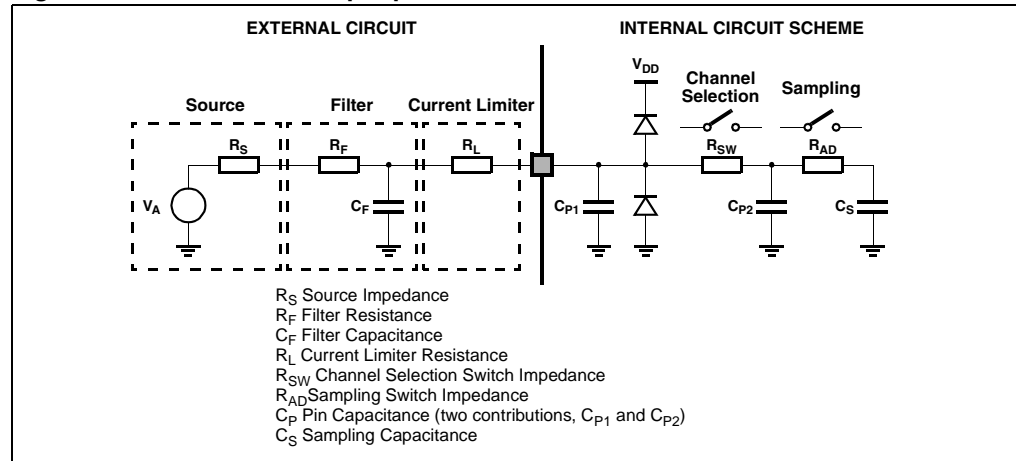 EXTERNAL CIRCUIT
INTERNAL CIRCUIT SCHEME
Source
Filter
Current Limiter
VDD
Channel
Selection
Sampling
RS
RF
RL
RSW
RAD
VA
CF
CP1
CP2
CS
RS Source Impedance
RF Filter Resistance
CF Filter Capacitance
RL Current Limiter Resistance
RSW Channel Selection Switch Impedance
RADSampling Switch Impedance
CP Pin Capacitance (two contributions, CP1 and CP2)
CS Sampling Capacitance